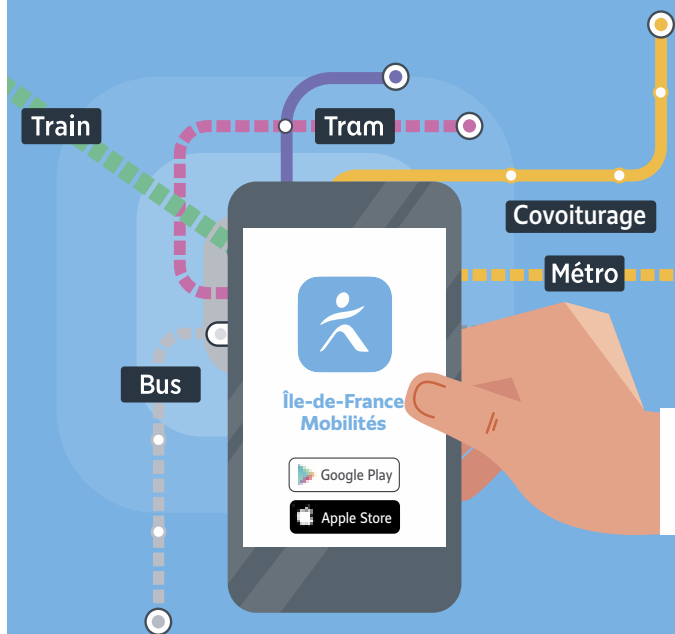 Train
Tram
Covoiturage
Métro
Bus
Île-de-France
Mobilités
Google Play
Apple Store